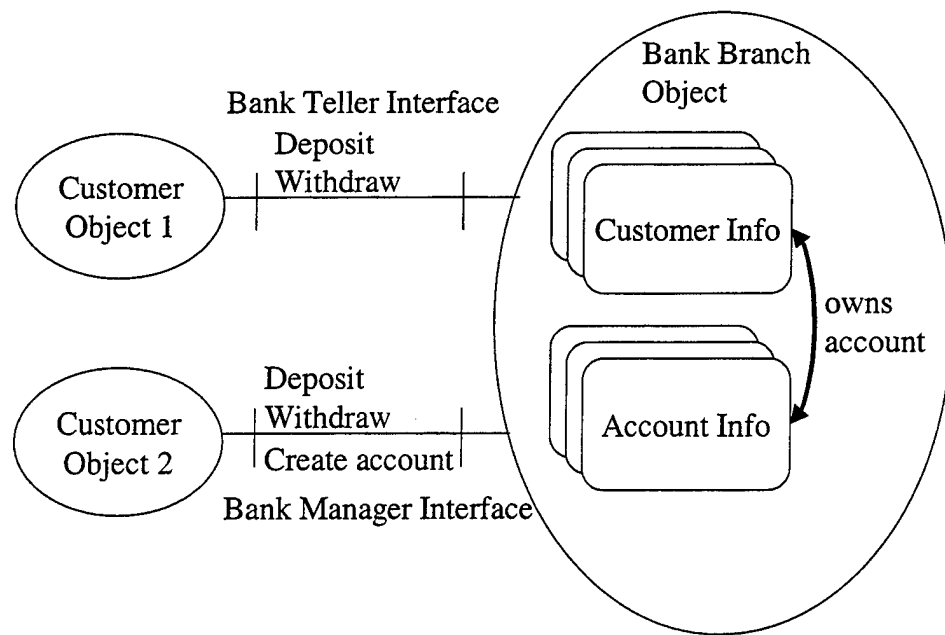 Bank Branch
Object
Bank Teller Interface
Deposit
Withdraw
Customer
Object 1
Customer Info
owns
account
Deposit
Withdraw
Create account
Customer
Object 2
Account Info
Bank Manager Interface